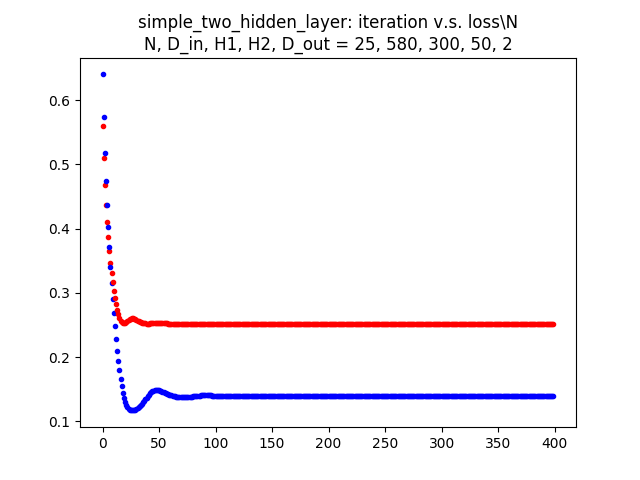 simple_two_hidden_layer: iteration v.s. loss\N
N, D_in, H1, H2, D_out = 25, 580, 300, 50, 2
0.6
0.5
0.4
0.3
0.2
0.1
0 50 100 150 200 250 300 350 400